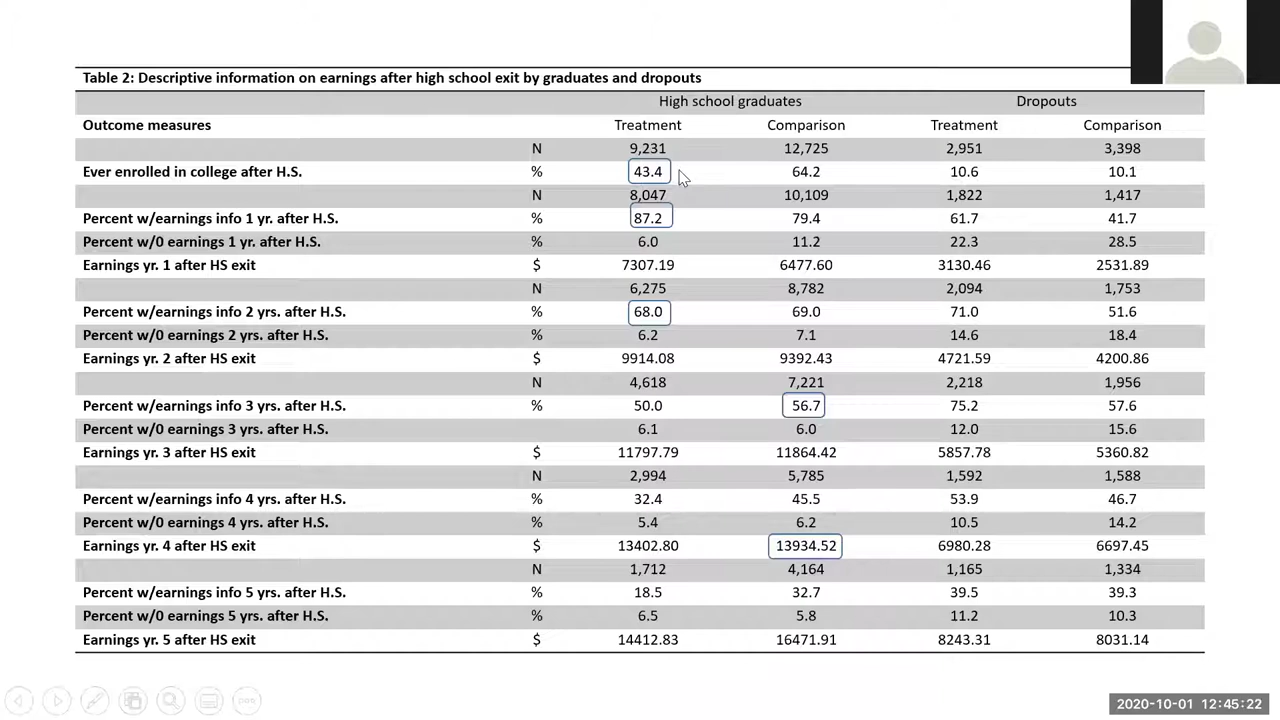 Table 2: Descriptive information on earnings after high school exit by graduates and dropouts
High school graduates Dropouts
Outcome measures Treatment Comparison Treatment Comparison
N 9,231 12,725 2,951 3,398
Ever enrolled in college after H.S. % 43.4 64.2 10.6 10.1
N 8,047 10,109 1,822 1,417
Percent w/earnings info 1 yr. after H.S. % 87.2 79.4 61.7 41.7
Percent w/0 earnings 1 yr. after H.S. % 6.0 11.2 22.3 28.5
Earnings yr. 1 after HS exit $ 7307.19 6477.60 3130.46 2531.89
N 6,275 8,782 2,094 1,753
Percent w/earnings info 2 yrs. after H.S. % 68.0 69.0 71.0 51.6
Percent w/0 earnings 2 yrs. after H.S. % 6.2 7.1 14.6 18.4
Earnings yr. 2 after HS exit $ 9914.08 9392.43 4721.59 4200.86
N 4,618 7,221 2,218 1,956
Percent w/earnings info 3 yrs. after H.S. % 50.0 56.7 75.2 57.6
Percent w/0 earnings 3 yrs. after H.S. % 6.1 6.0 12.0 15.6
Earnings yr. 3 after HS exit $ 11797.79 11864.42 5857.78 5360.82
N 2,994 5,785 1,592 1,588
Percent w/earnings info 4 yrs. after H.S. % 32.4 45.5 53.9 46.7
Percent w/0 earnings 4 yrs. after H.S. % 5.4 6.2 10.5 14.2
Earnings yr. 4 after HS exit $ 13402.80 13934.52 6980.28 6697.45
N 1,712 4,164 1,165 1,334
Percent w/earnings info 5 yrs. after H.S. % 18.5 32.7 39.5 39.3
Percent w/0 earnings 5 yrs. after H.S. % 6.5 5.8 11.2 10.3
Earnings yr. 5 after HS exit $ 14412.83 16471.91 8243.31 8031.14
2020-10-01 12:45:22